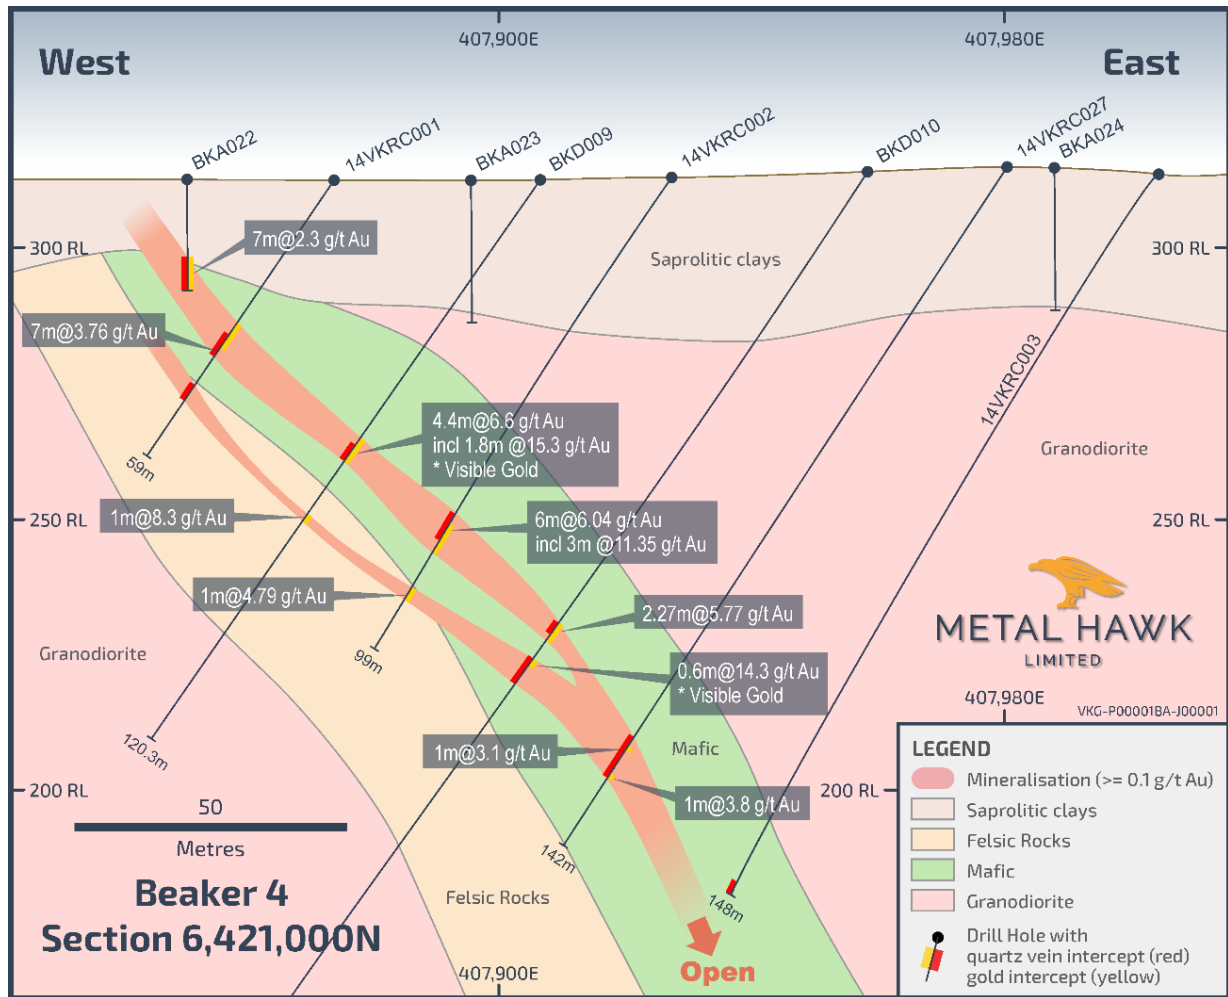 407,900E
407,980E
West
East
BKA022
14VKRC001
BKA023
BKD009
14VKRC002
BKD010
14VKRC027
BKA024
300 RL
7m@2.3 g/t Au
Saprolitic clays
300 RL
7m@3.76 g/t Au
14VKRC003
4.4m@6.6 g/t Au
incl 1.8m @15.3 g/t Au
* Visible Gold
Granodiorite
59m
250 RL
1m@8.3 g/t Au
6m@6.04 g/t Au
incl 3m @11.35 g/t Au
250 RL
1m@4.79 g/t Au
2.27m@5.77 g/t Au
METAL HAWK
LIMITED
Granodiorite
99m
0.6m@14.3 g/t Au
* Visible Gold
407,980E
VKG-P00001BA-J00001
120.3m
1m@3.1 g/t Au
Mafic
200 RL
200 RL
1m@3.8 g/t Au
50
Metres
142m
148m
Beaker 4
Section 6,421,000N
Felsic Rocks
407,900E
Open
LEGEND
Mineralisation (>= 0.1 g/t Au)
Saprolitic clays
Felsic Rocks
Mafic
Granodiorite
Drill Hole with
quartz vein intercept (red)
gold intercept (yellow)